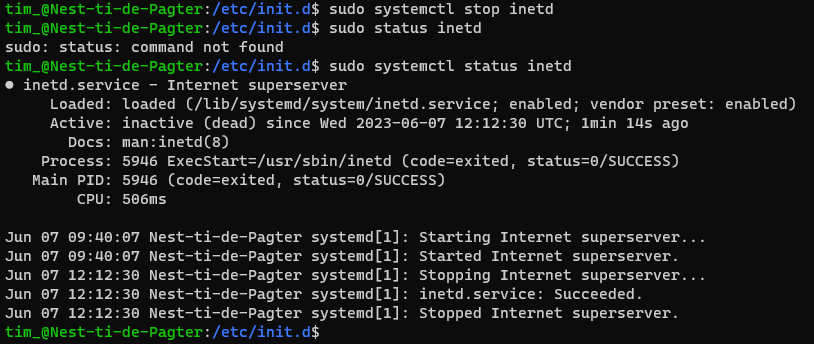 tim_@Nest-ti-de-Pagter:/etc/init.d$ sudo systemctl stop inetd
tim_@Nest-ti-de-Pagter:/etc/init.d$ sudo status inetd
sudo: status: command not found
tim_@Nest-ti-de-Pagter:/etc/init.d$ sudo systemctl status inetd
● inetd.service - Internet superserver
Loaded: loaded (/lib/systemd/system/inetd.service; enabled; vendor preset: enabled)
Active: inactive (dead) since Wed 2023-06-07 12:12:30 UTC; 1min 14s ago
Docs: man:inetd(8)
Process: 5946 ExecStart=/usr/sbin/inetd (code=exited, status=0/SUCCESS)
Main PID: 5946 (code=exited, status=0/SUCCESS)
CPU: 506ms
Jun 07 09:40:07 Nest-ti-de-Pagter systemd[1]: Starting Internet superserver...
Jun 07 09:40:07 Nest-ti-de-Pagter systemd[1]: Started Internet superserver.
Jun 07 12:12:30 Nest-ti-de-Pagter systemd[1]: Stopping Internet superserver...
Jun 07 12:12:30 Nest-ti-de-Pagter systemd[1]: inetd.service: Succeeded.
Jun 07 12:12:30 Nest-ti-de-Pagter systemd[1]: Stopped Internet superserver.
tim_@Nest-ti-de-Pagter:/etc/init.d$